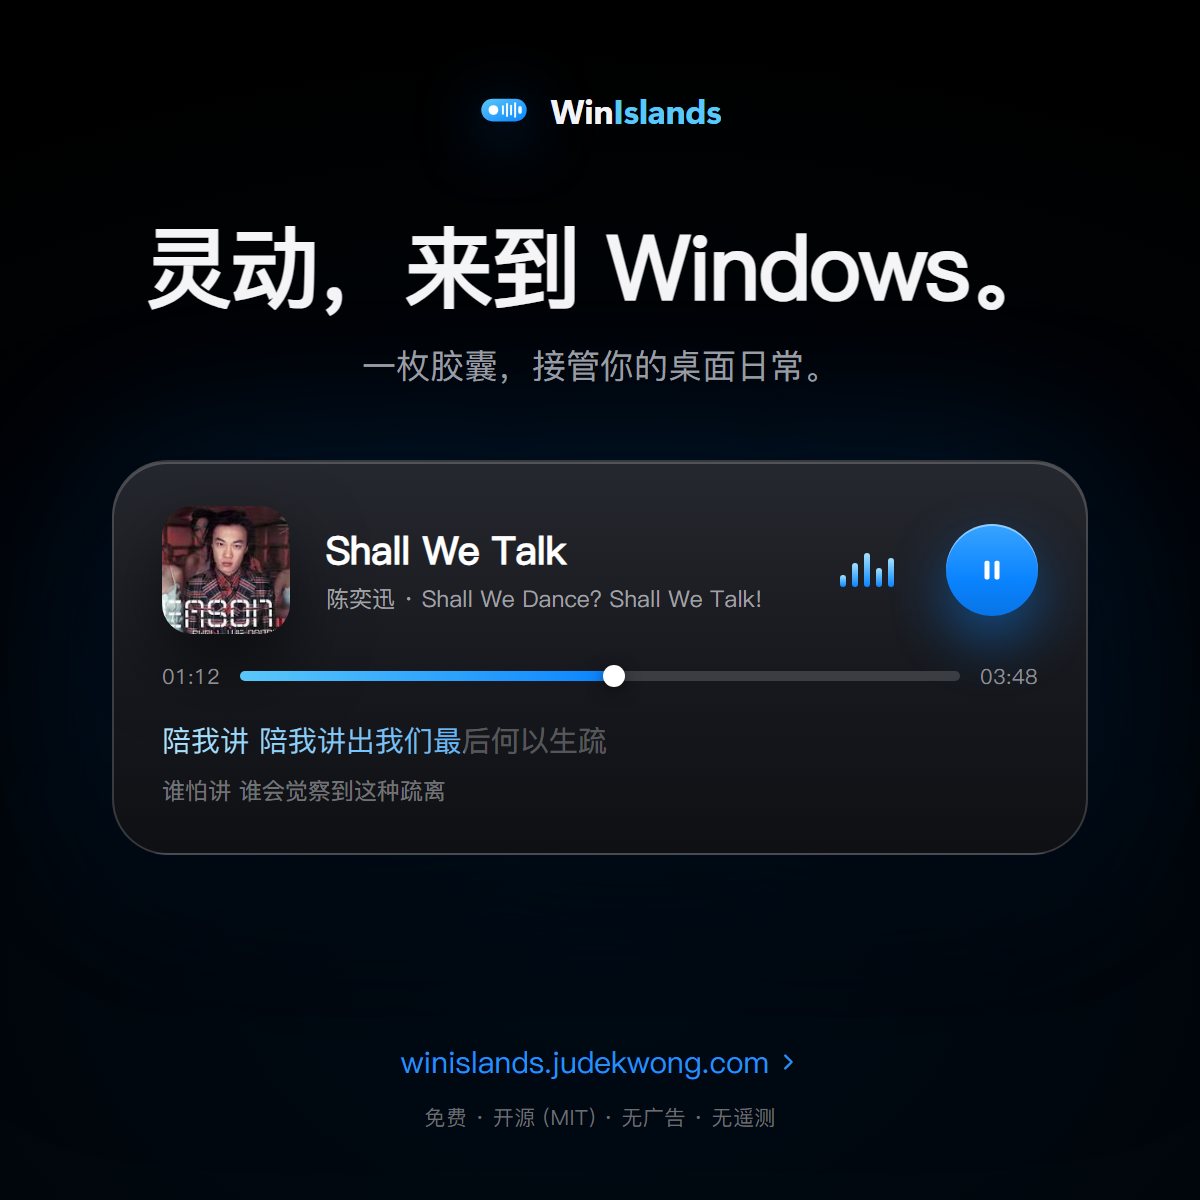 WinIslands
灵动，来到 Windows。
一枚胶囊，接管你的桌面日常。
EASON
Shall We Talk
陈奕迅 · Shall We Dance? Shall We Talk!
01:12
03:48
陪我讲 陪我讲出我们最后何以生疏
谁怕讲 谁会觉察到这种疏离
winislands.judekwong.com >
免费 · 开源 (MIT) · 无广告 · 无遥测